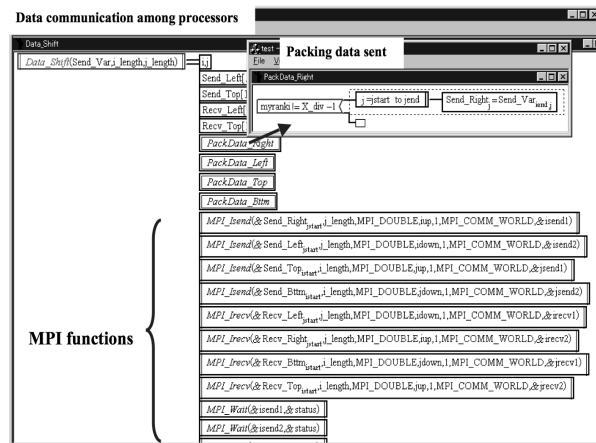 Data communication among processors
Data_Shift
Data_Shift(Send_Var,i_length,j_length)
i,j
Send_Left[
Send_Top[1
Recv_Left[
Recv_Top[1
test –
Packing data sent
File
PackData_Right
myranki != X_div −1
j =jstart to jend
Send_Right j =Send_Var iend j
PackData_Right
PackData_Left
PackData_Top
PackData_Bttm
MPI functions
MPI_Isend(& Send_Right jstart,j_length,MPI_DOUBLE,iup,1,MPI_COMM_WORLD,& isend1)
MPI_Isend(& Send_Left jstart,j_length,MPI_DOUBLE,idown,1,MPI_COMM_WORLD,& isend2)
MPI_Isend(& Send_Top istart,i_length,MPI_DOUBLE,jup,1,MPI_COMM_WORLD,& jsend1)
MPI_Isend(& Send_Bttm istart,i_length,MPI_DOUBLE,jdown,1,MPI_COMM_WORLD,& jsend2)
MPI_Irecv(& Recv_Left jstart,j_length,MPI_DOUBLE,idown,1,MPI_COMM_WORLD,& irecv1)
MPI_Irecv(& Recv_Right jstart,j_length,MPI_DOUBLE,iup,1,MPI_COMM_WORLD,& irecv2)
MPI_Irecv(& Recv_Bttm istart,i_length,MPI_DOUBLE,jdown,1,MPI_COMM_WORLD,& jrecv1)
MPI_Irecv(& Recv_Top istart,i_length,MPI_DOUBLE,jup,1,MPI_COMM_WORLD,& jrecv2)
MPI_Wait(& isend1,& status)
MPI_Wait(& isend2,& status)